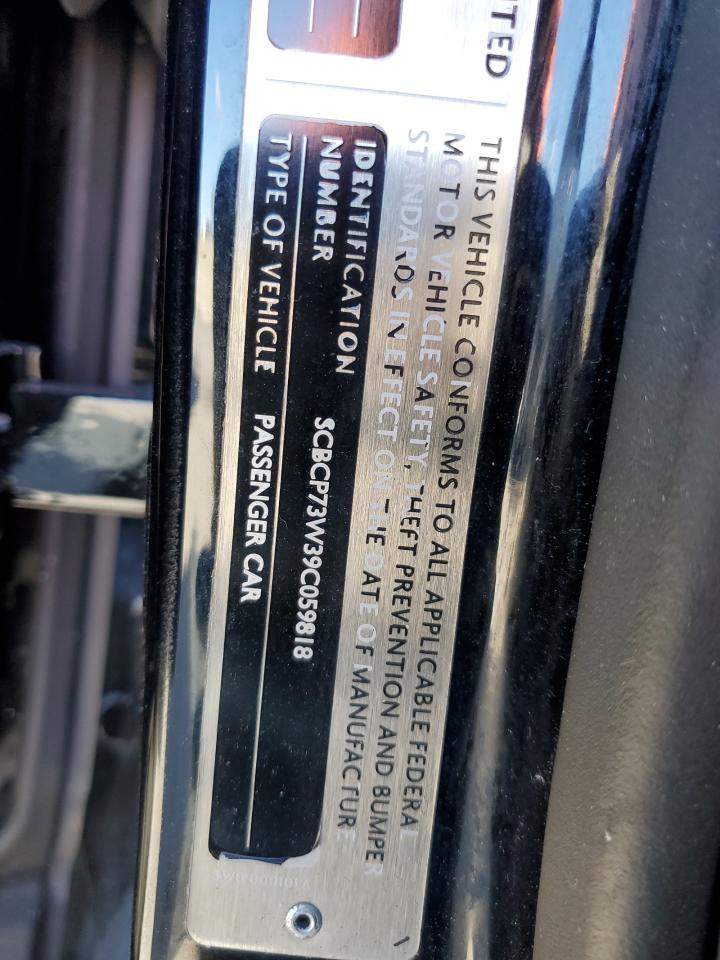 TED
THIS VEHICLE CONFORMS TO ALL APPLICABLE FEDERAL
MOTOR VEHICLE SAFETY, THEFT PREVENTION AND BUMPER
STANDARDS IN EFFECT ON THE DATE OF MANUFACTURE
IDENTIFICATION
NUMBER SCBCP73W39C059818
TYPE OF VEHICLE PASSENGER CAR